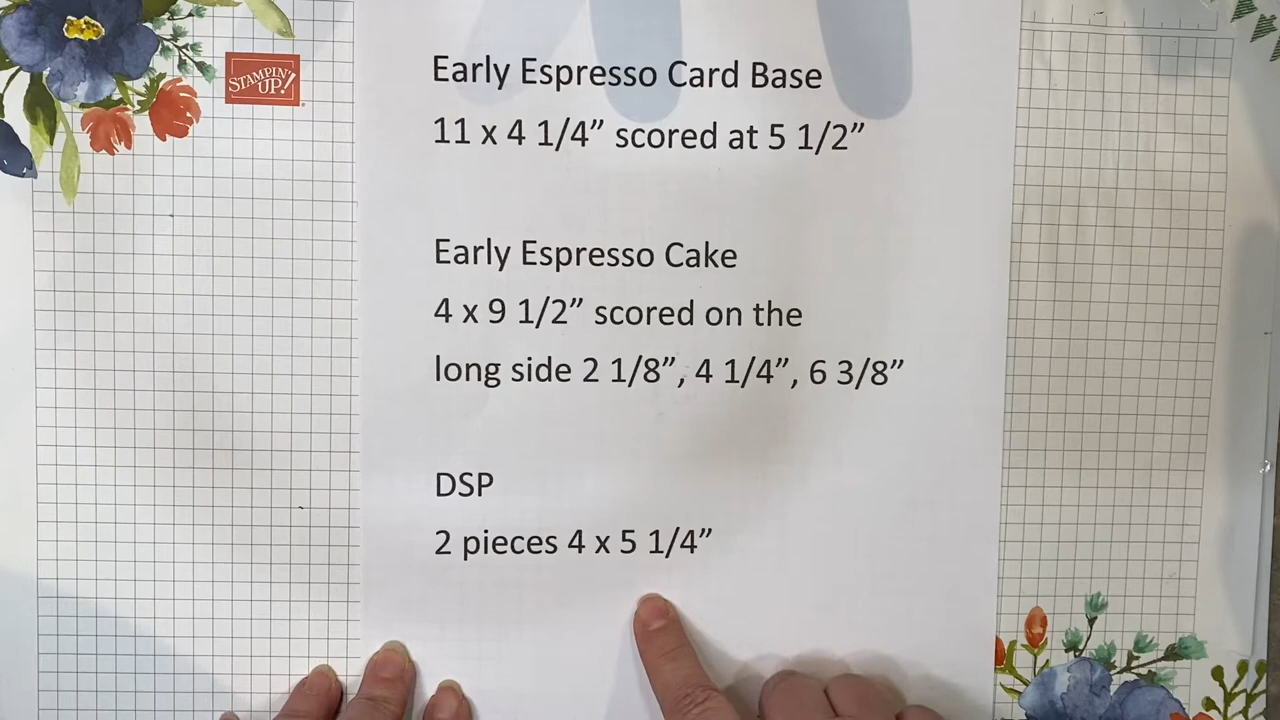 STAMPIN' UP!
Early Espresso Card Base
11 x 4 1/4” scored at 5 1/2”
Early Espresso Cake
4 x 9 1/2” scored on the
long side 2 1/8”, 4 1/4”, 6 3/8”
DSP
2 pieces 4 x 5 1/4”